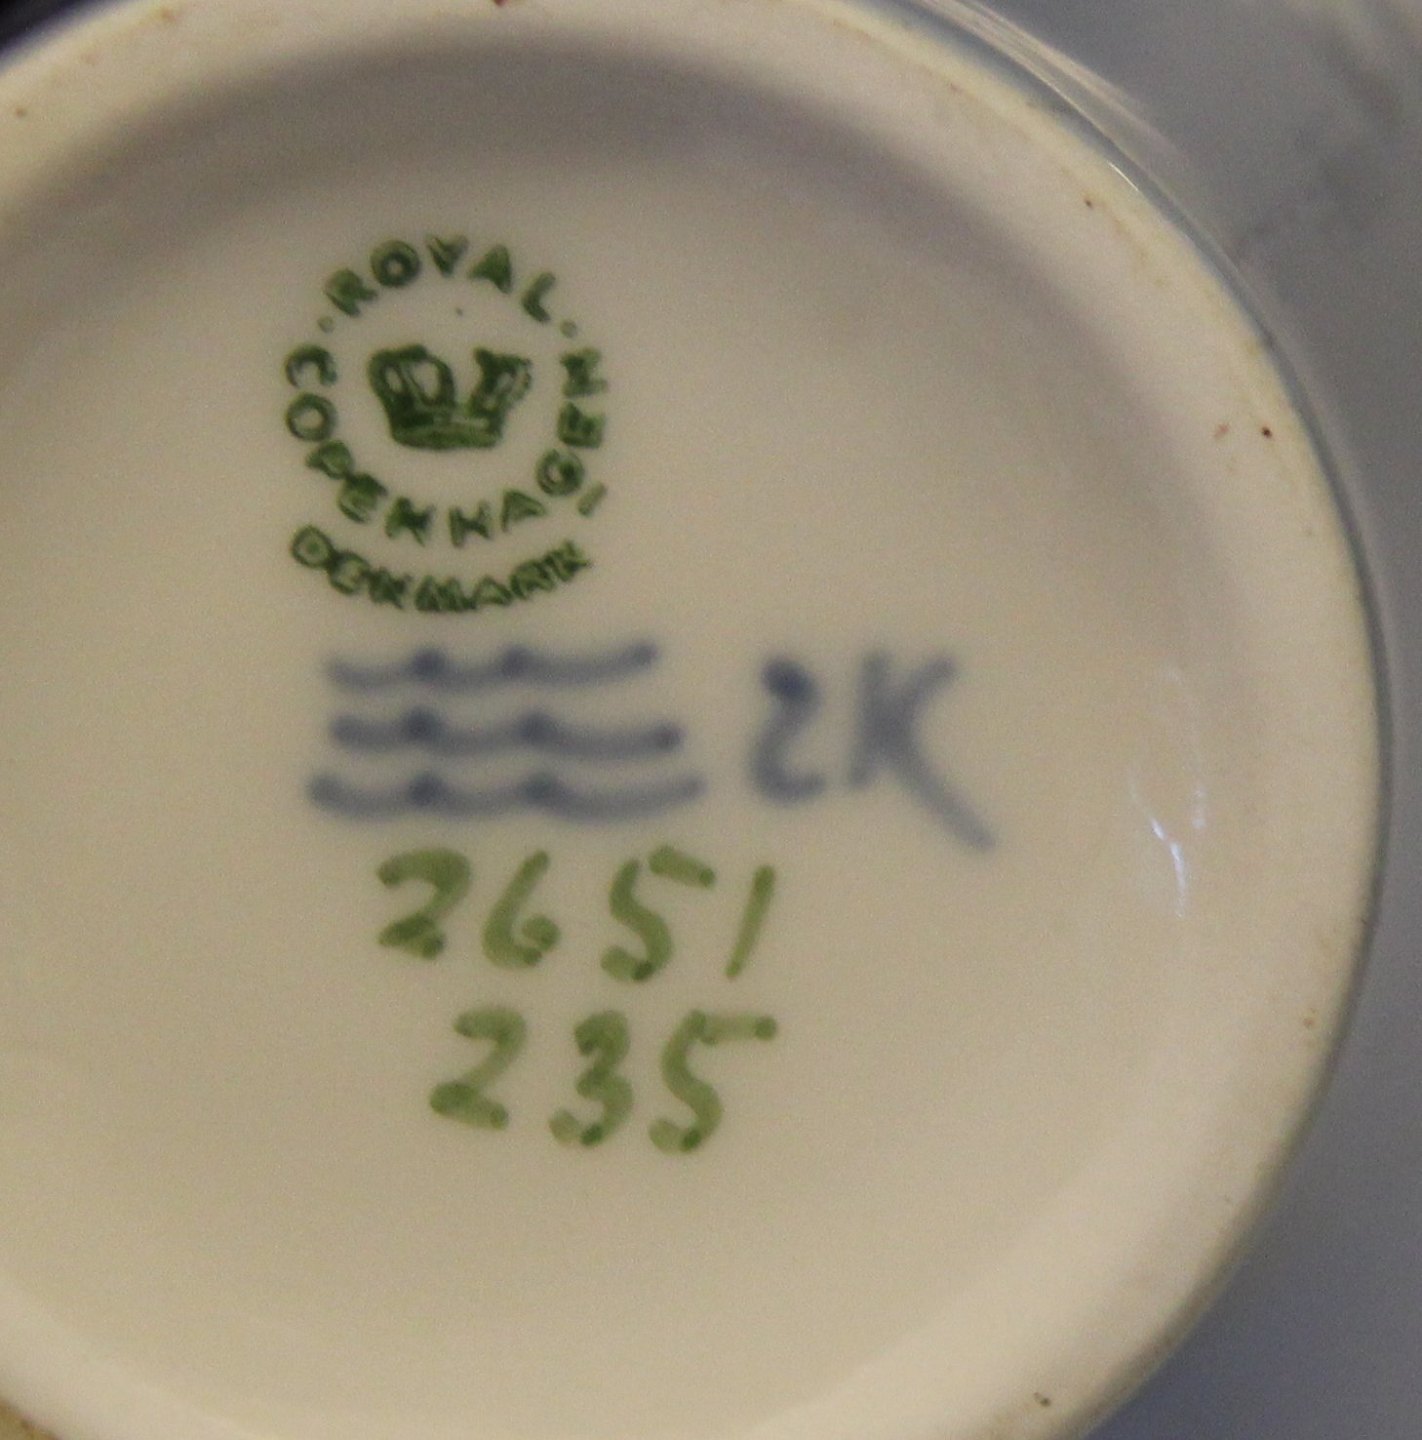 ROYAL
COPENHAGEN
DENMARK
2K
2651
235